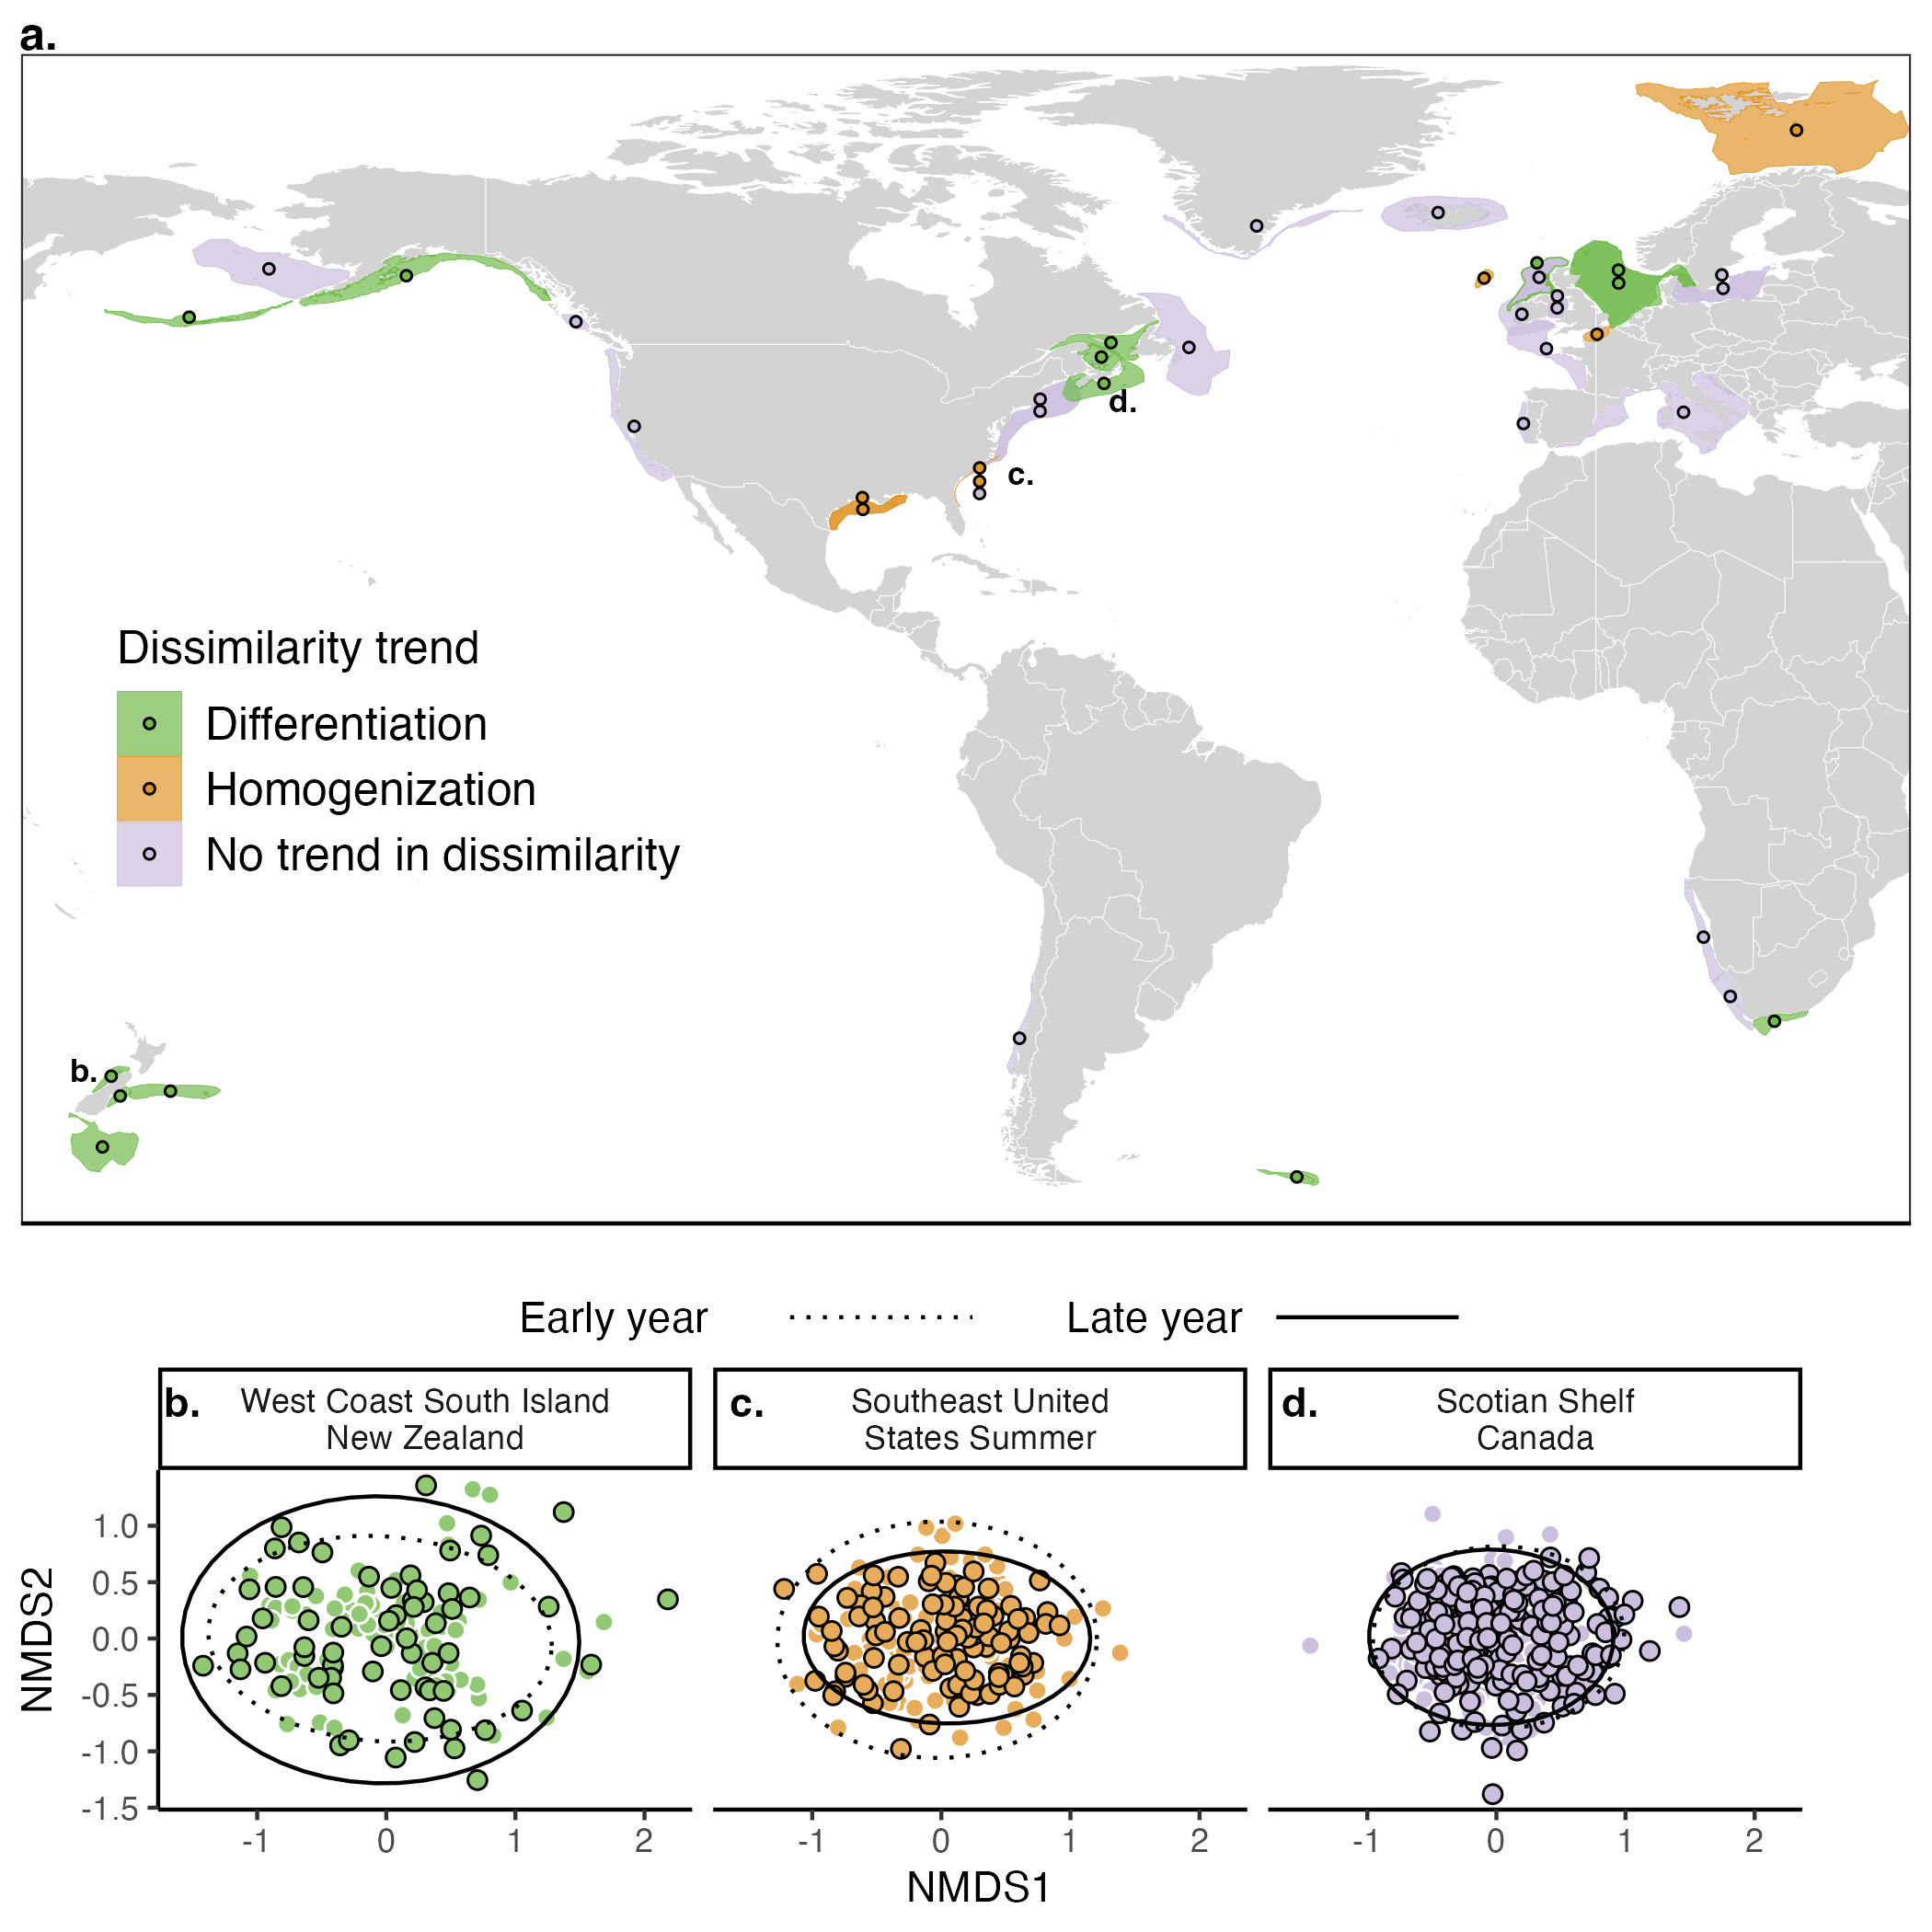 a.
d.
c.
Dissimilarity trend
Differentiation
Homogenization
No trend in dissimilarity
b.
Early year
Late year
b.
West Coast South Island
New Zealand
c.
Southeast United
States Summer
d.
Scotian Shelf
Canada
NMDS2
1.0
0.5
0.0
-0.5
-1.0
-1.5
-1 0 1 2
-1 0 1 2
-1 0 1 2
NMDS1